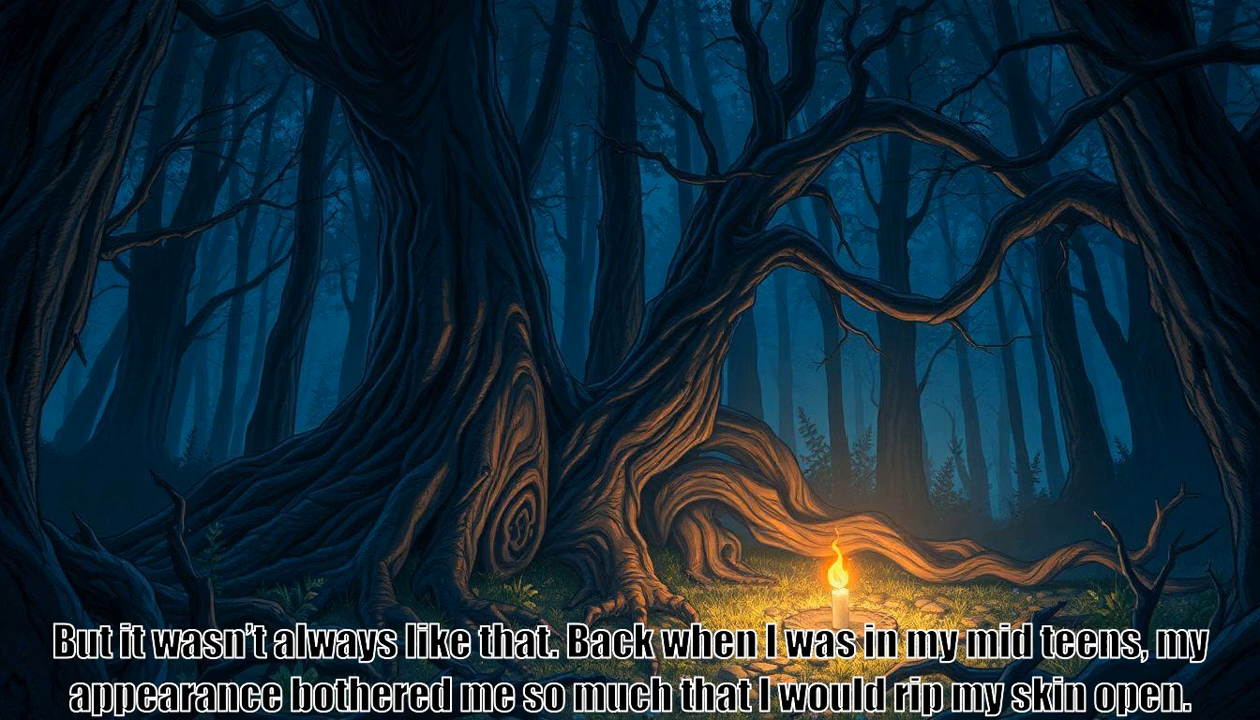 But it wasn't always like that. Back when I was in my mid teens, my
appearance bothered me so much that I would rip my skin open.